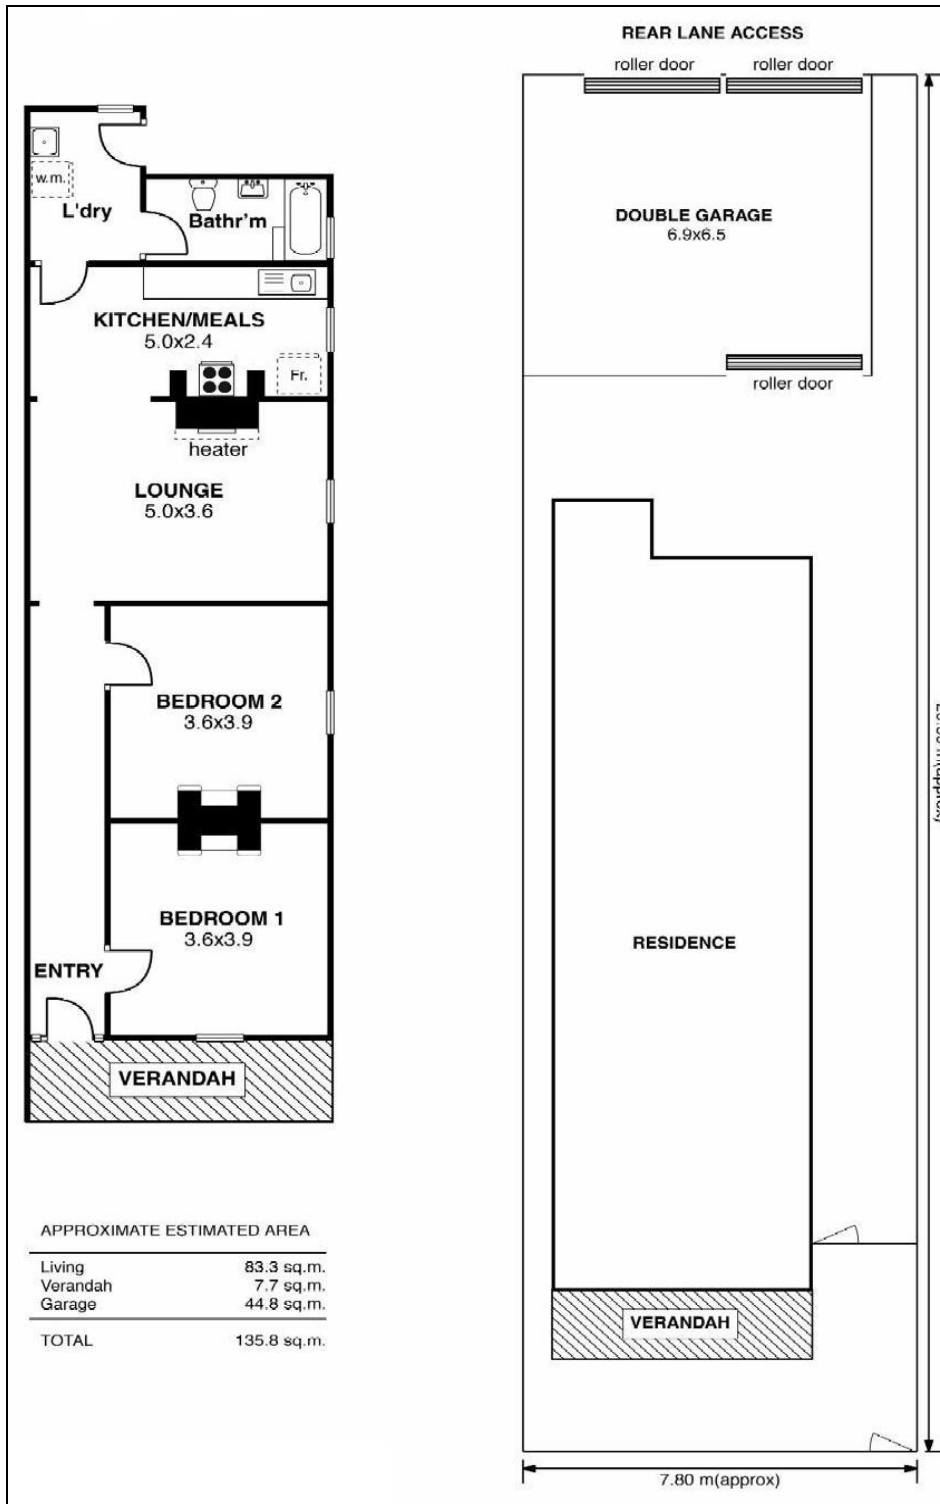 REAR LANE ACCESS
roller door
roller door
DOUBLE GARAGE
6.9x6.5
roller door
w.m.
L'dry
Bathr'm
KITCHEN/MEALS
5.0x2.4
Fr.
heater
LOUNGE
5.0x3.6
BEDROOM 2
3.6x3.9
BEDROOM 1
3.6x3.9
ENTRY
VERANDAH
RESIDENCE
VERANDAH
7.80 m(approx)
APPROXIMATE ESTIMATED AREA
Living 83.3 sq.m.
Verandah 7.7 sq.m.
Garage 44.8 sq.m.
TOTAL 135.8 sq.m.